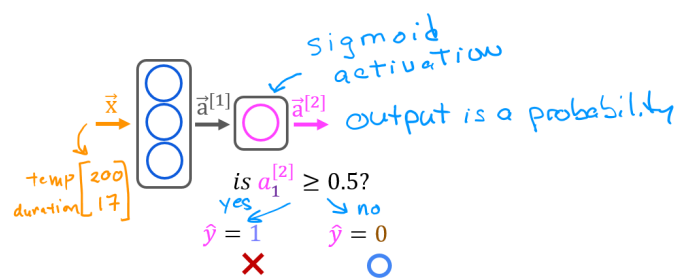 sigmoid
activation
x⃗ a⃗[1] a⃗[2] output is a probability
temp [200
duration 17]
is a₁[2] ≥ 0.5?
yes no
ŷ = 1 ŷ = 0